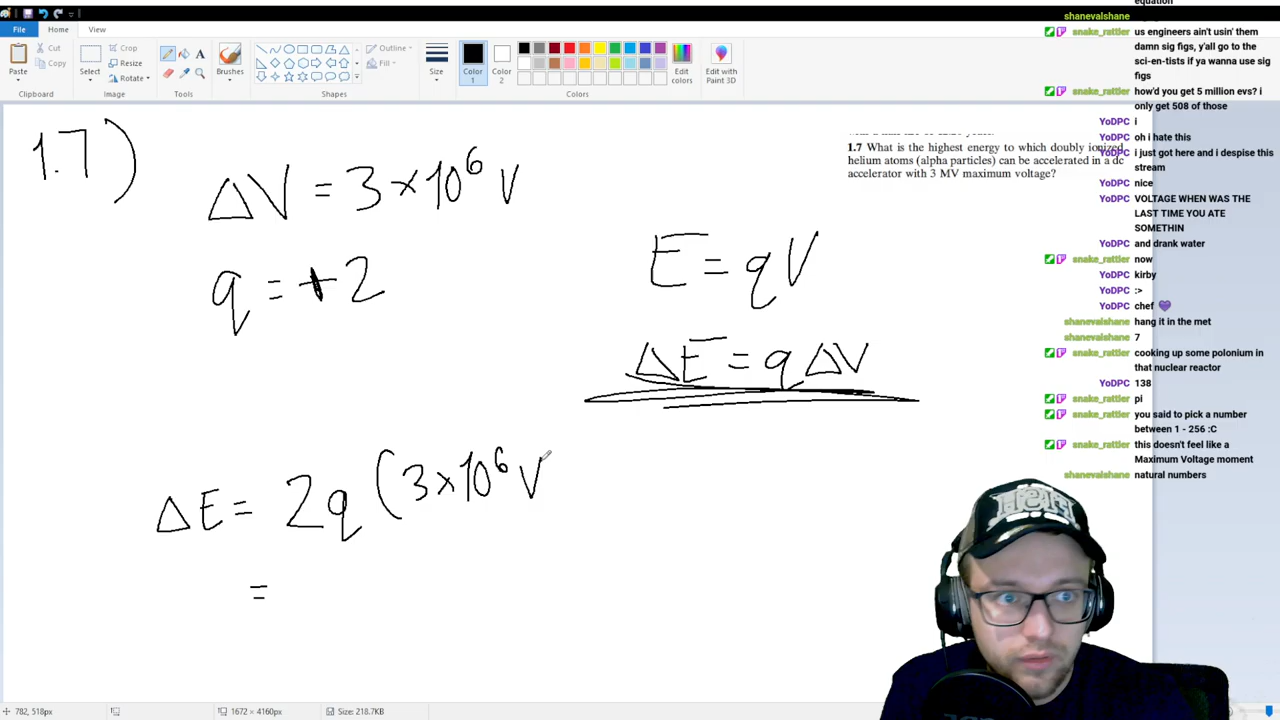 equation
shanevalshane
File
Home
View
snake_rattler us engineers ain't usin' them
damn sig figs, y'all go to the
sci-en-tists if ya wanna use sig
figs
Paste
Cut
Copy
Select
Crop
Resize
Rotate
Brushes
Outline
Fill
Size
Color
1
Color
2
Edit
colors
Edit with
Paint 3D
Clipboard
Image
Tools
Shapes
Colors
snake_rattler how'd you get 5 million evs? i
only get 508 of those
YoDPC i
YoDPC oh i hate this
YoDPC i just got here and i despise this
stream
YoDPC nice
YoDPC VOLTAGE WHEN WAS THE
LAST TIME YOU ATE
SOMETHIN
YoDPC and drank water
snake_rattler now
YoDPC kirby
YoDPC :>
YoDPC chef 💜
shanevalshane hang it in the met
shanevalshane 7
snake_rattler cooking up some polonium in
that nuclear reactor
YoDPC 138
snake_rattler pi
snake_rattler you said to pick a number
between 1 - 256 :C
snake_rattler this doesn't feel like a
Maximum Voltage moment
shanevalshane natural numbers
1.7)
1.7 What is the highest energy to which doubly ionized
helium atoms (alpha particles) can be accelerated in a dc
accelerator with 3 MV maximum voltage?
ΔV = 3×10⁶ V
q = +2
E = qV
ΔE = qΔV
ΔE = 2q (3×10⁶ V
=
782, 518px
1672 × 4160px
Size: 218.7KB